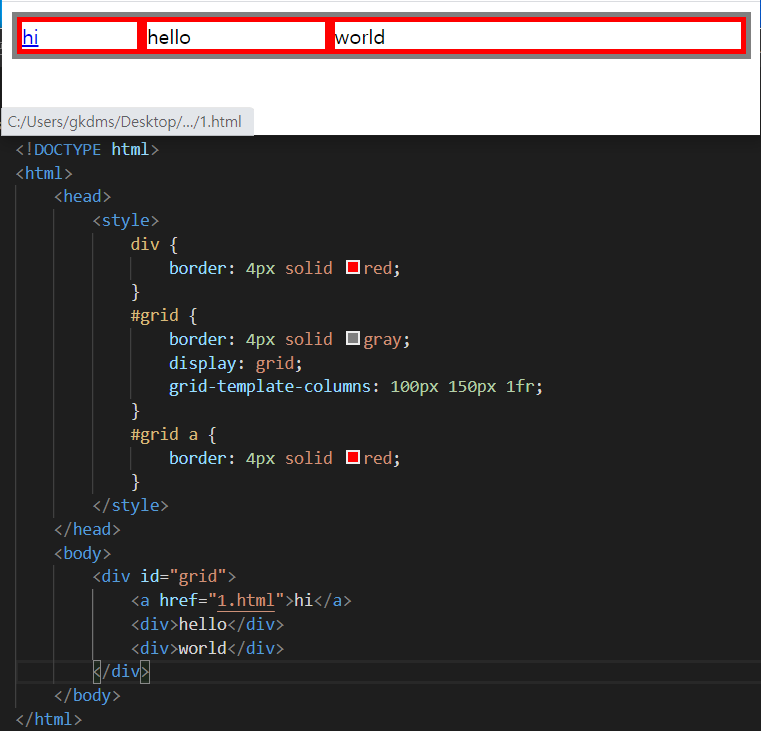 hi hello world
C:/Users/gkdms/Desktop/.../1.html
<!DOCTYPE html>
<html>
<head>
<style>
div {
border: 4px solid red;
}
#grid {
border: 4px solid gray;
display: grid;
grid-template-columns: 100px 150px 1fr;
}
#grid a {
border: 4px solid red;
}
</style>
</head>
<body>
<div id="grid">
<a href="1.html">hi</a>
<div>hello</div>
<div>world</div>
</div>
</body>
</html>